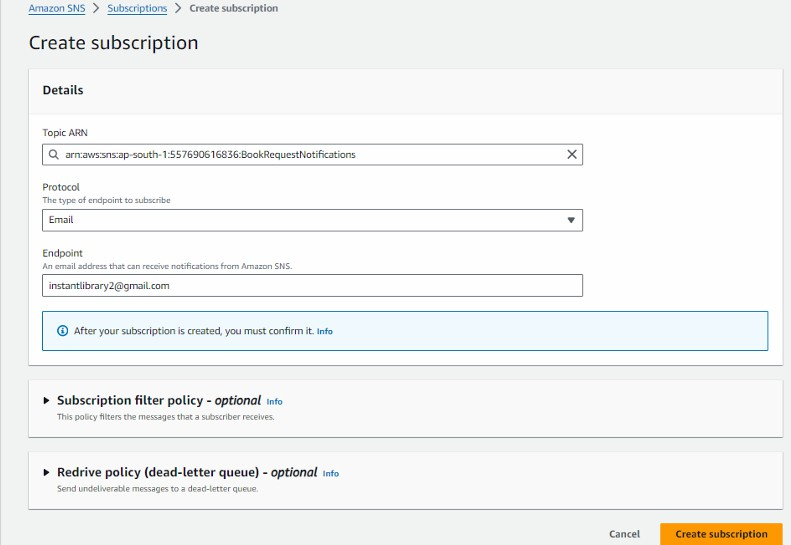 Amazon SNS > Subscriptions > Create subscription
Create subscription
Details
Topic ARN
arn:aws:sns:ap-south-1:557690616836:BookRequestNotifications
Protocol
The type of endpoint to subscribe
Email
Endpoint
An email address that can receive notifications from Amazon SNS.
instantlibrary2@gmail.com
After your subscription is created, you must confirm it. Info
Subscription filter policy - optional Info
This policy filters the messages that a subscriber receives.
Redrive policy (dead-letter queue) - optional Info
Send undeliverable messages to a dead-letter queue.
Cancel Create subscription